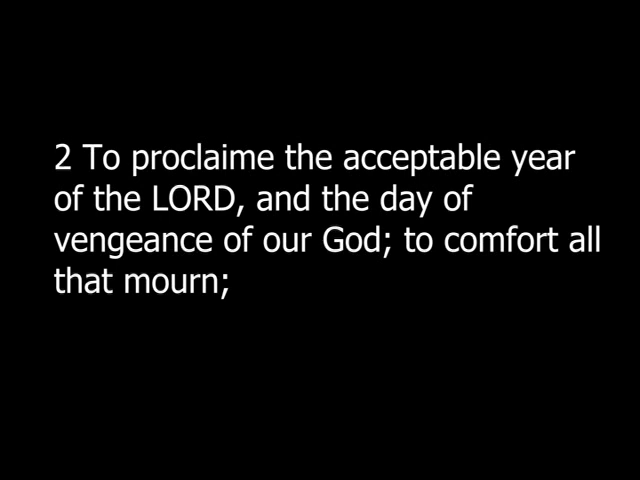 2 To proclaime the acceptable year
of the LORD, and the day of
vengeance of our God; to comfort all
that mourn;